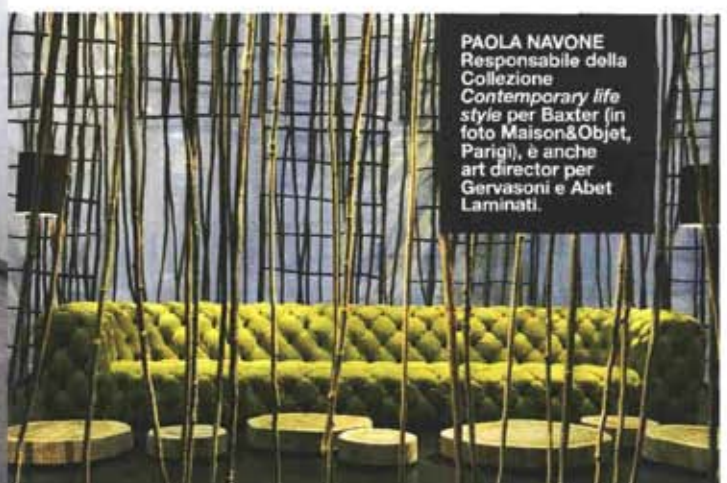 PAOLA NAVONE
Responsabile della
Collezione
Contemporary life
style per Baxter (in
foto Maison&Objet,
Parigi), è anche
art director per
Gervasoni e Abet
Laminati.